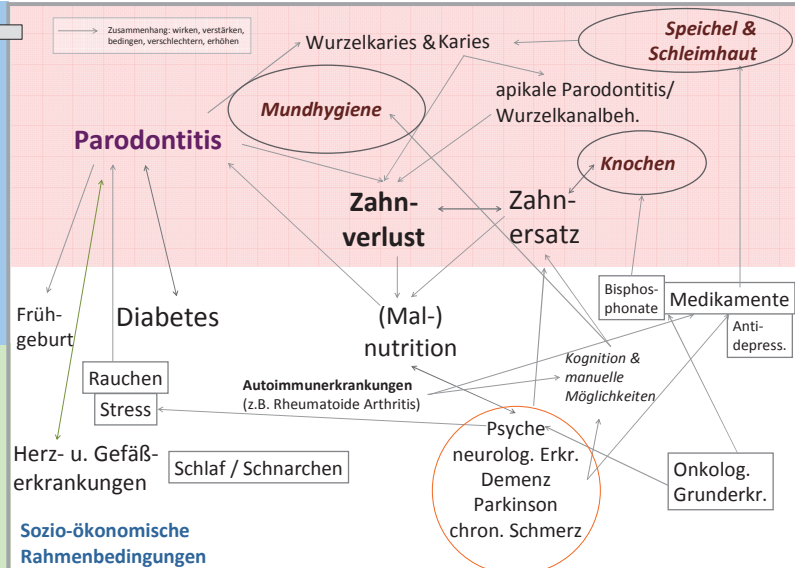 Zusammenhang: wirken, verstärken,
bedingen, verschlechtern, erhöhen
Wurzelkaries & Karies
Speichel &
Schleimhaut
Mundhygiene
apikale Parodontitis/
Wurzelkanalbeh.
Parodontitis
Knochen
Zahn-
verlust
Zahn-
ersatz
Früh-
geburt
Diabetes
(Mal-)
nutrition
Bisphos-
phonate
Medikamente
Anti-
depress.
Rauchen
Stress
Autoimmunerkrankungen
(z.B. Rheumatoide Arthritis)
Kognition &
manuelle
Möglichkeiten
Herz- u. Gefäß-
erkrankungen
Schlaf / Schnarchen
Psyche
neurolog. Erkr.
Demenz
Parkinson
chron. Schmerz
Onkolog.
Grunderkr.
Sozio-ökonomische
Rahmenbedingungen